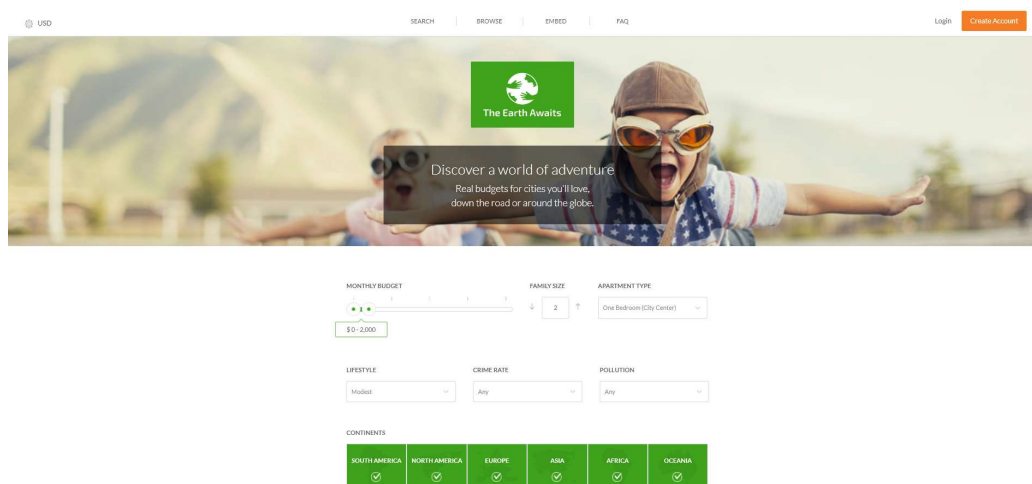 USD
SEARCH
BROWSE
EMBED
FAQ
Login
Create Account
The Earth Awaits
Discover a world of adventure
Real budgets for cities you'll love,
down the road or around the globe.
MONTHLY BUDGET
FAMILY SIZE
APARTMENT TYPE
2
One Bedroom (City Center)
$ 0 - 2,000
LIFESTYLE
CRIME RATE
POLLUTION
Modest
Any
Any
CONTINENTS
SOUTH AMERICA
NORTH AMERICA
EUROPE
ASIA
AFRICA
OCEANIA